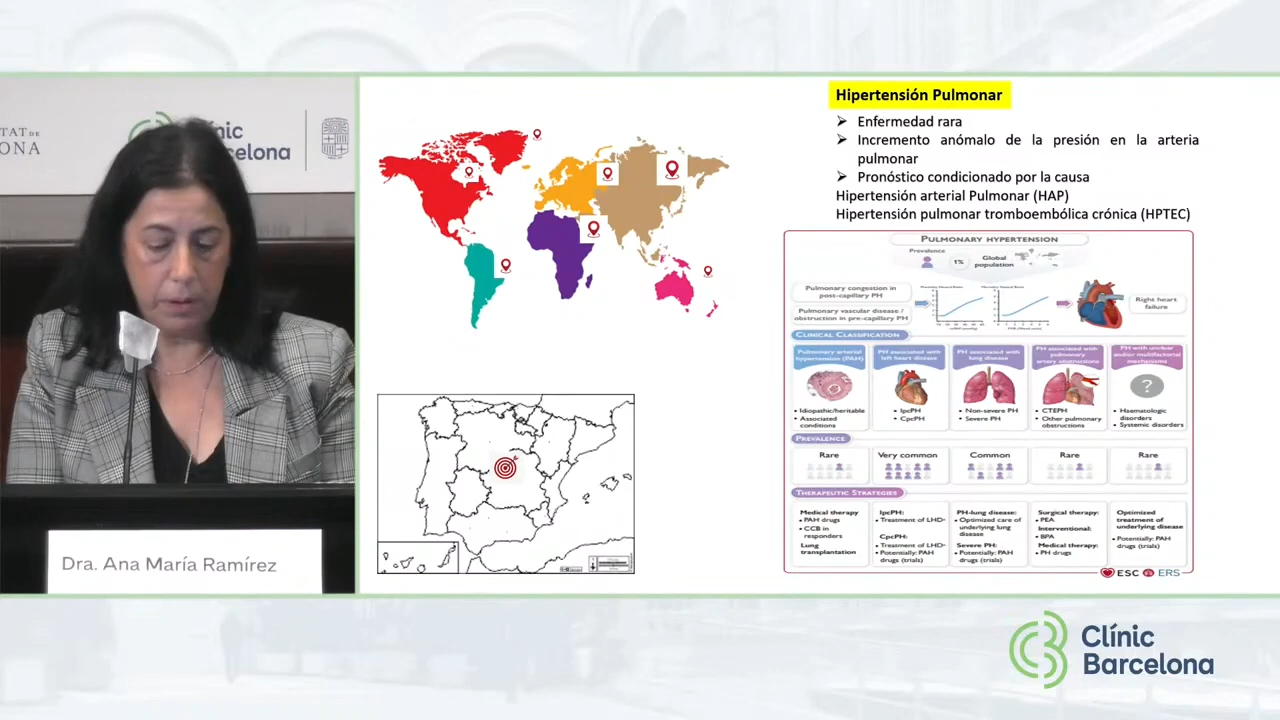 TAT DE
ONA
Clínic
Barcelona
Dra. Ana María Ramírez
Hipertensión Pulmonar
Enfermedad rara
Incremento anómalo de la presión en la arteria
pulmonar
Pronóstico condicionado por la causa
Hipertensión arterial Pulmonar (HAP)
Hipertensión pulmonar tromboembólica crónica (HPTEC)
PULMONARY HYPERTENSION
Prevalence
1%
Global
population
Pulmonary congestion in
post-capillary PH
Pulmonary vascular disease /
obstruction in pre-capillary PH
Right heart
failure
CLINICAL CLASSIFICATION
Pulmonary arterial
hypertension (PAH)
PH associated with
left heart disease
PH associated with
lung disease
PH associated with
pulmonary
artery obstructions
PH with unclear
and/or multifactorial
mechanisms
?
• Idiopathic/heritable
• Associated
conditions
• IpcPH
• CpcPH
• Non-severe PH
• Severe PH
• CTEPH
• Other pulmonary
obstructions
• Haematologic
disorders
• Systemic disorders
PREVALENCE
Rare
Very common
Common
Rare
Rare
THERAPEUTIC STRATEGIES
Medical therapy
• PAH drugs
• CCB in
responders
Lung
transplantation
IpcPH:
• Treatment of LHD
CpcPH:
• Treatment of LHD
• Potentially: PAH
drugs (trials)
PH-lung disease:
• Optimized care of
underlying lung
disease
Severe PH:
• Potentially: PAH
drugs (trials)
Surgical therapy:
• PEA
Interventional:
• BPA
Medical therapy:
• PH drugs
Optimized
treatment of
underlying disease
• Potentially: PAH
drugs (trials)
ESC ERS
Clínic
Barcelona